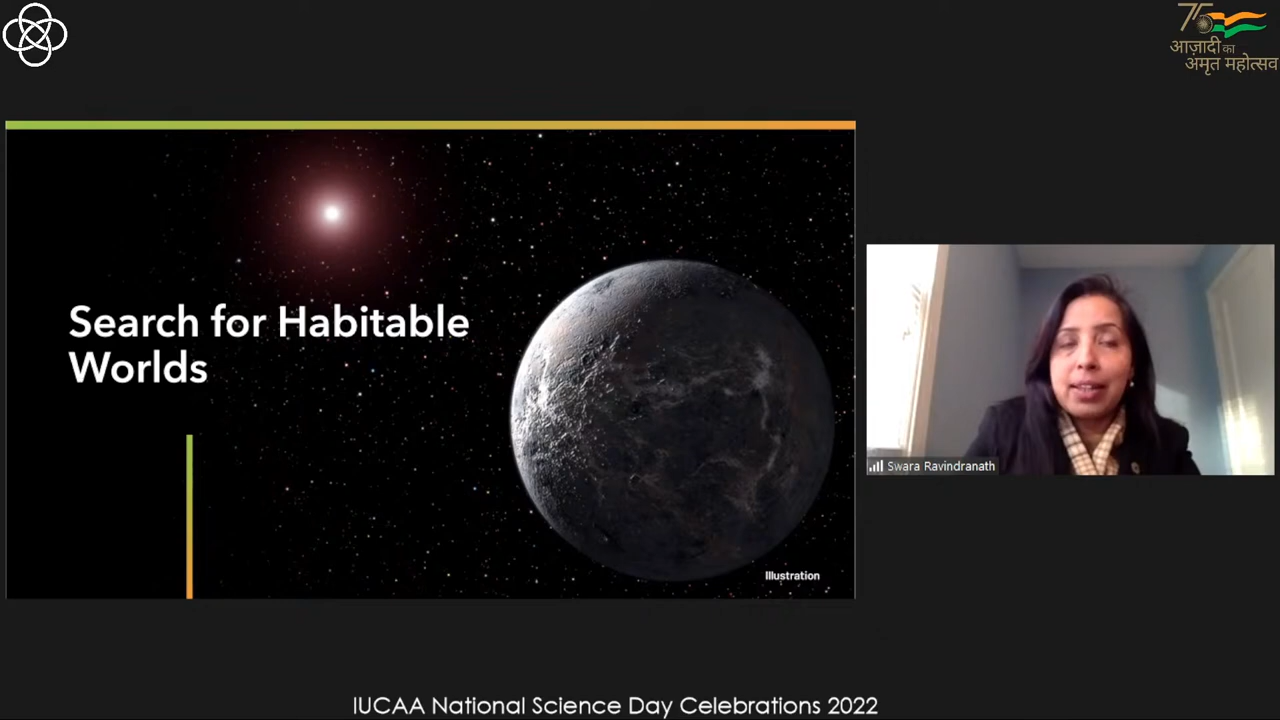 75
आज़ादी का
अमृत महोत्सव
Search for Habitable
Worlds
Illustration
Swara Ravindranath
IUCAA National Science Day Celebrations 2022